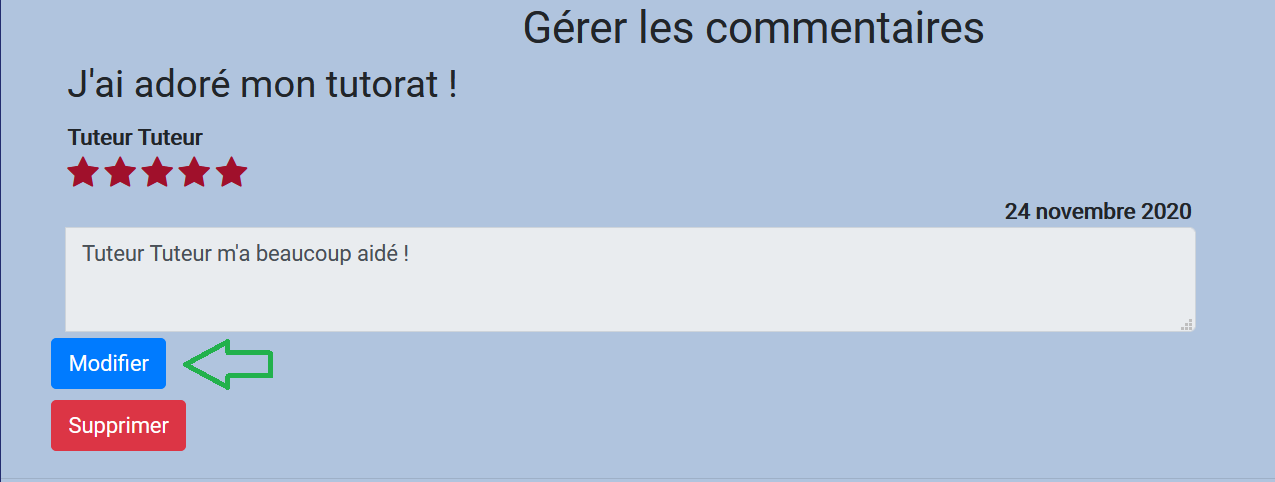 Gérer les commentaires
J'ai adoré mon tutorat !
Tuteur Tuteur
24 novembre 2020
Tuteur Tuteur m'a beaucoup aidé !
Modifier
Supprimer